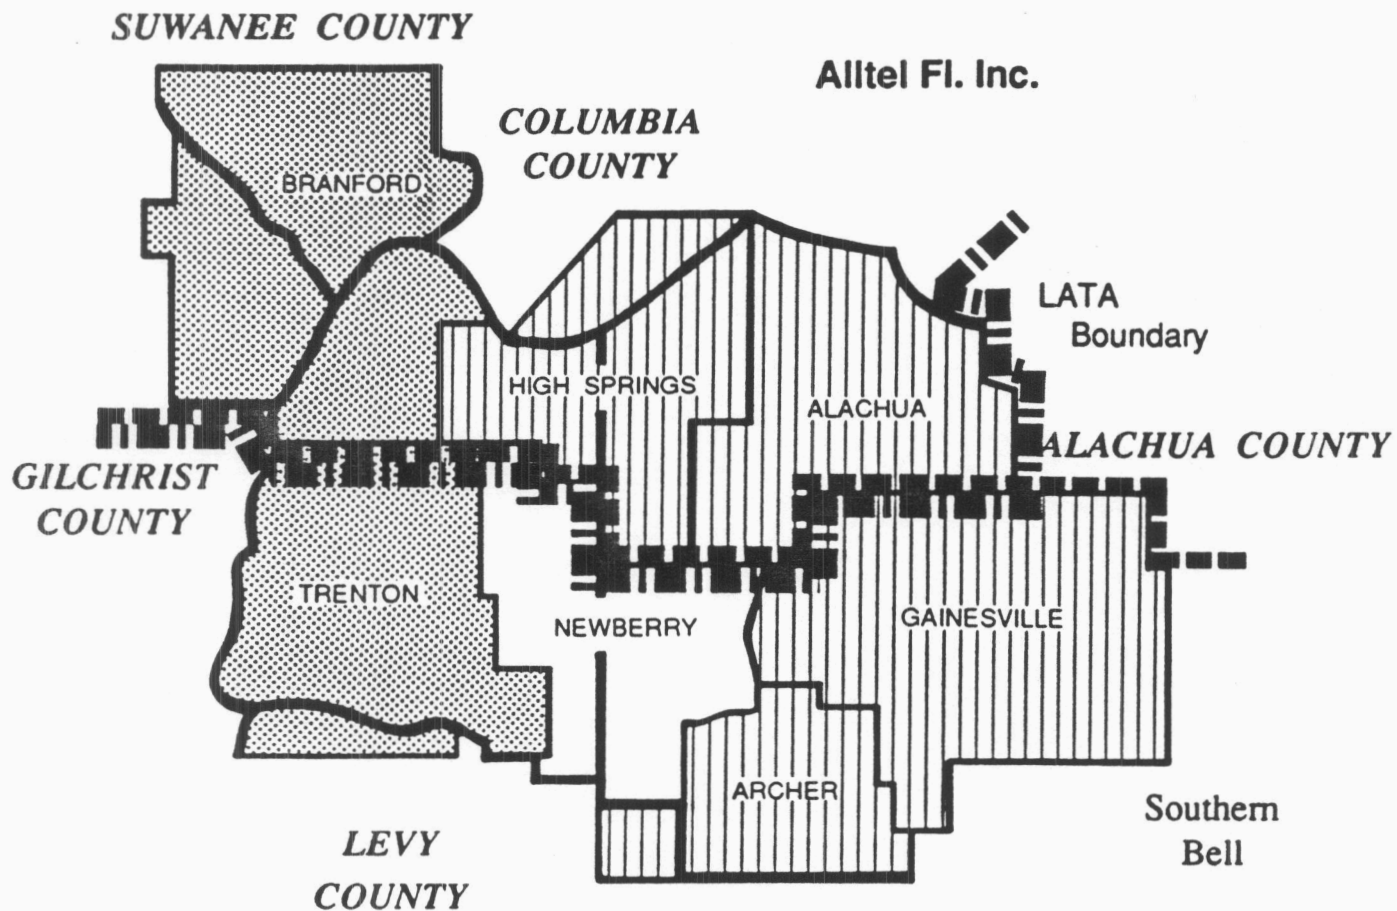 SUWANEE COUNTY
Alltel Fl. Inc.
COLUMBIA
COUNTY
BRANFORD
LATA
Boundary
HIGH SPRINGS
ALACHUA
ALACHUA COUNTY
GILCHRIST
COUNTY
TRENTON
NEWBERRY
GAINESVILLE
ARCHER
Southern
Bell
LEVY
COUNTY